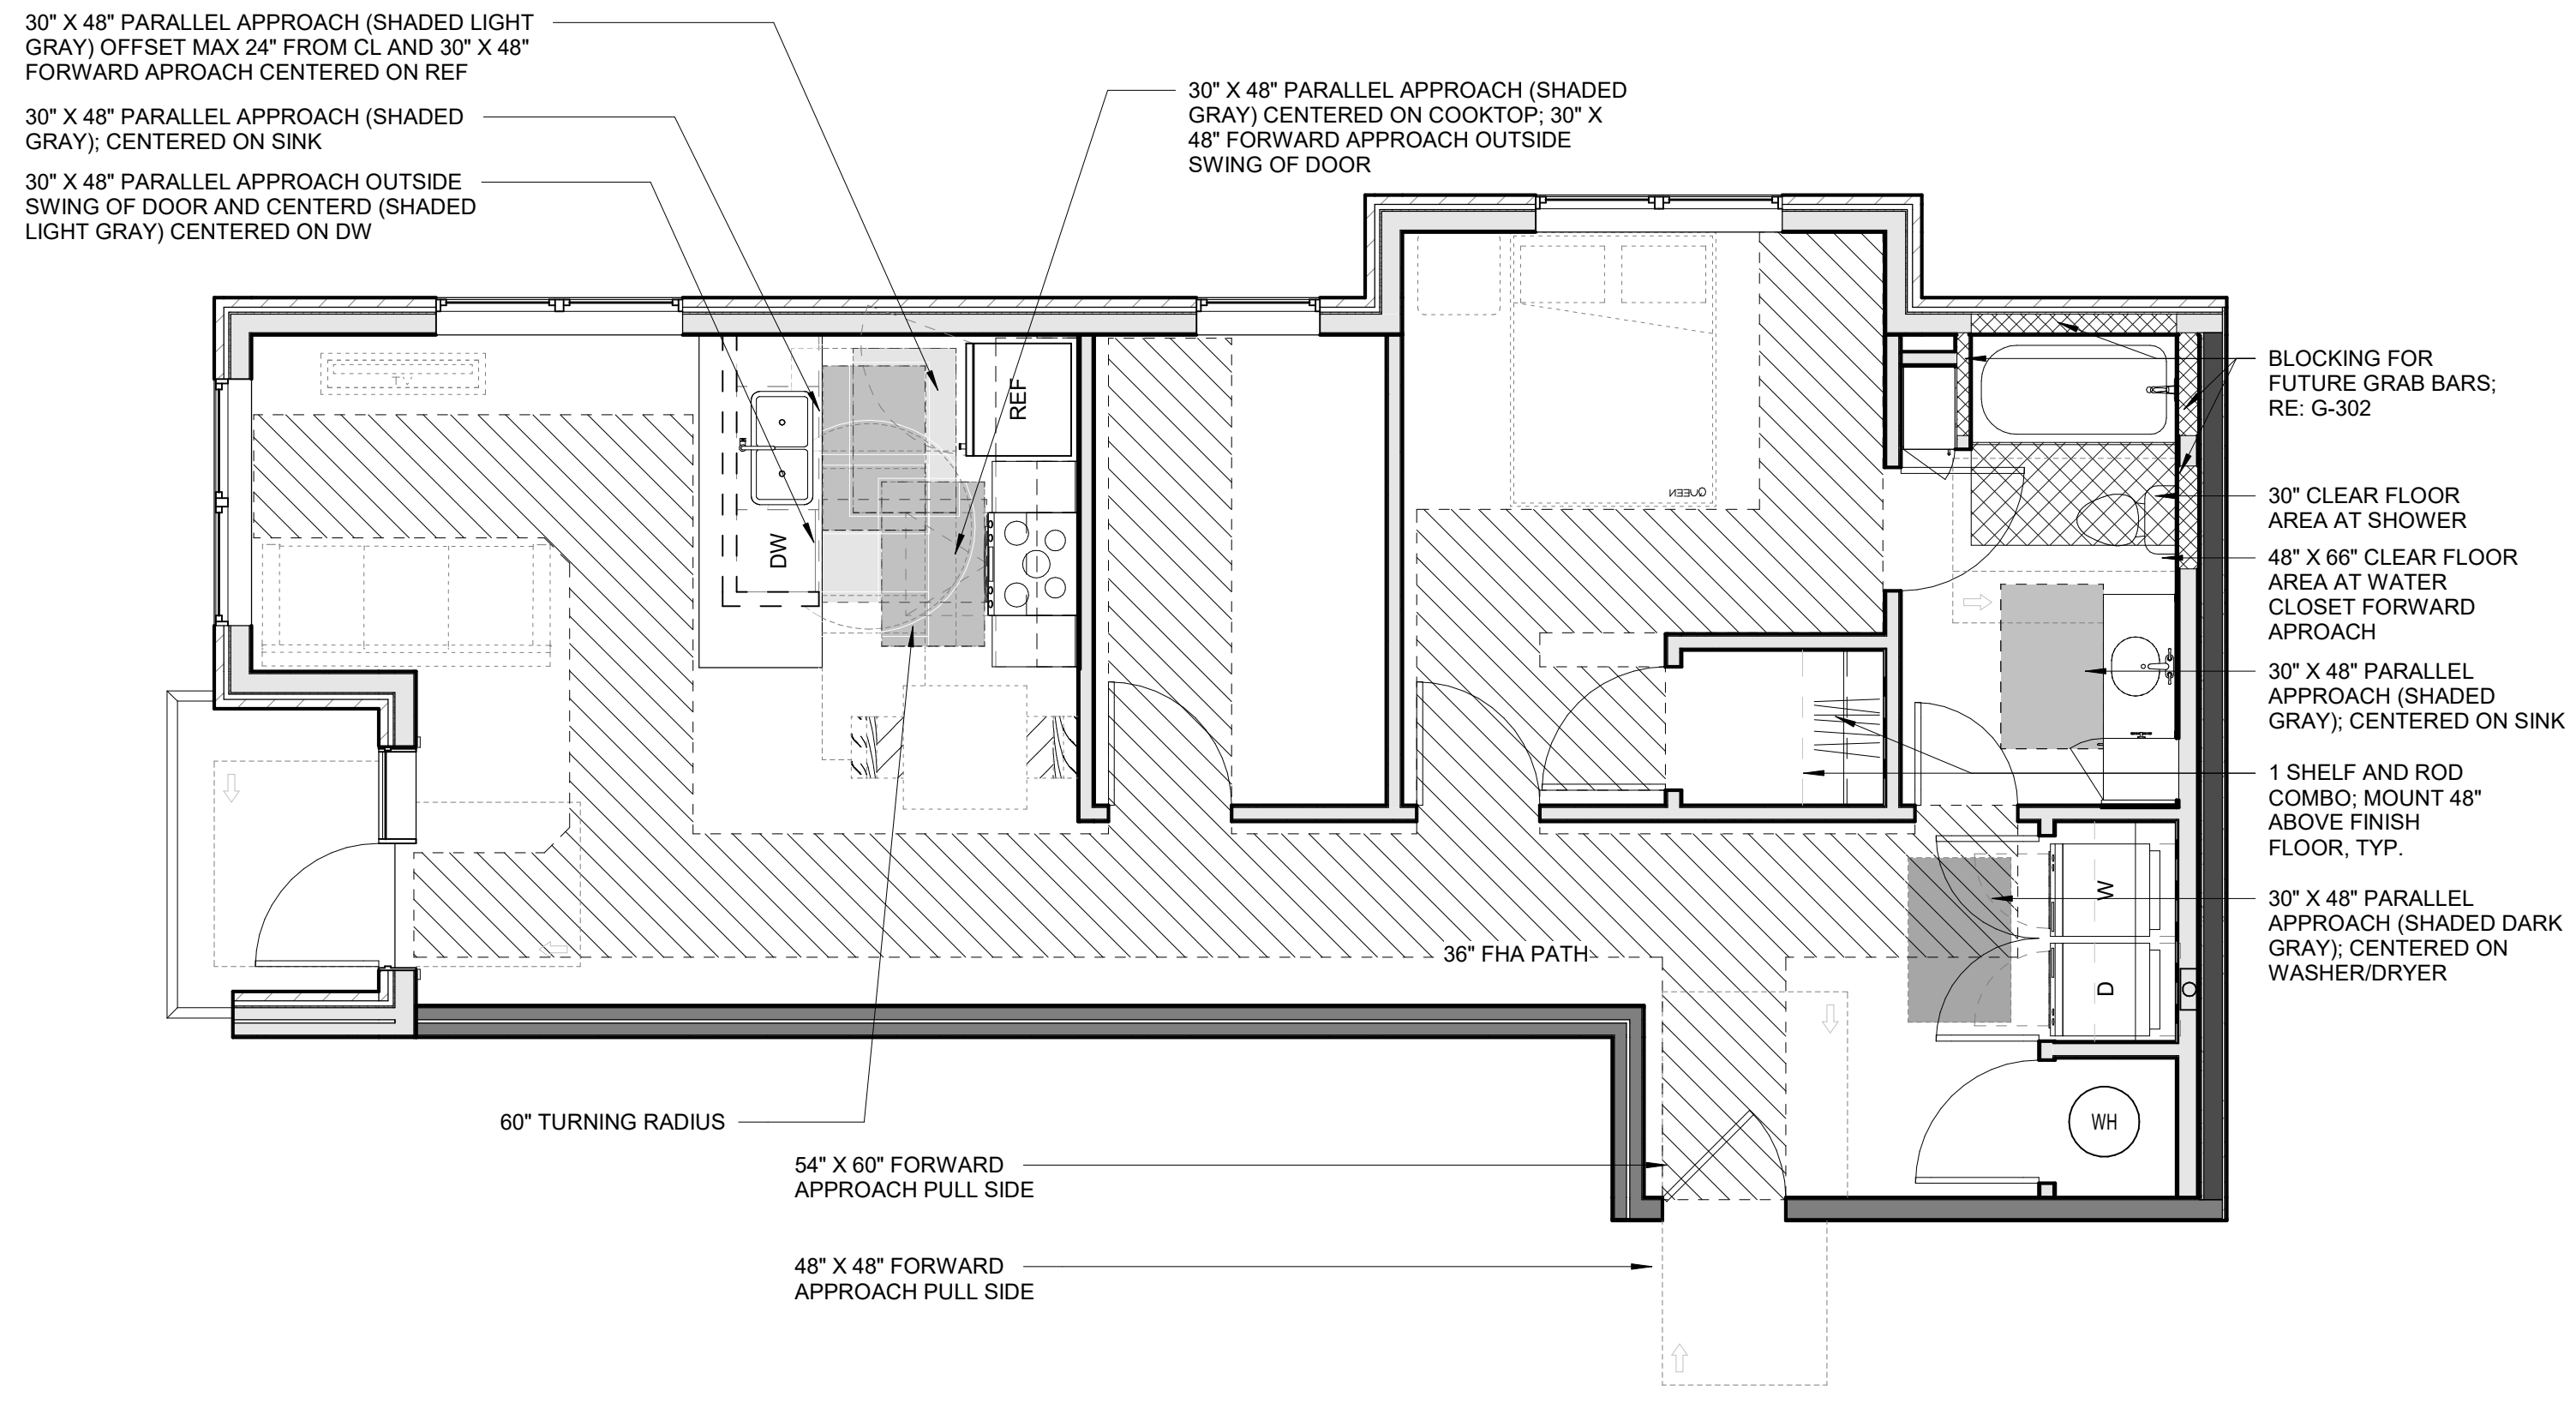 30" X 48" PARALLEL APPROACH (SHADED LIGHT
GRAY) OFFSET MAX 24" FROM CL AND 30" X 48"
FORWARD APROACH CENTERED ON REF
30" X 48" PARALLEL APPROACH (SHADED
GRAY); CENTERED ON SINK
30" X 48" PARALLEL APPROACH OUTSIDE
SWING OF DOOR AND CENTERD (SHADED
LIGHT GRAY) CENTERED ON DW
30" X 48" PARALLEL APPROACH (SHADED
GRAY) CENTERED ON COOKTOP; 30" X
48" FORWARD APPROACH OUTSIDE
SWING OF DOOR
TV
REF
DW
QUEEN
BLOCKING FOR
FUTURE GRAB BARS;
RE: G-302
30" CLEAR FLOOR
AREA AT SHOWER
48" X 66" CLEAR FLOOR
AREA AT WATER
CLOSET FORWARD
APROACH
30" X 48" PARALLEL
APPROACH (SHADED
GRAY); CENTERED ON SINK
1 SHELF AND ROD
COMBO; MOUNT 48"
ABOVE FINISH
FLOOR, TYP.
30" X 48" PARALLEL
APPROACH (SHADED DARK
GRAY); CENTERED ON
WASHER/DRYER
W
D
WH
36" FHA PATH
60" TURNING RADIUS
54" X 60" FORWARD
APPROACH PULL SIDE
48" X 48" FORWARD
APPROACH PULL SIDE